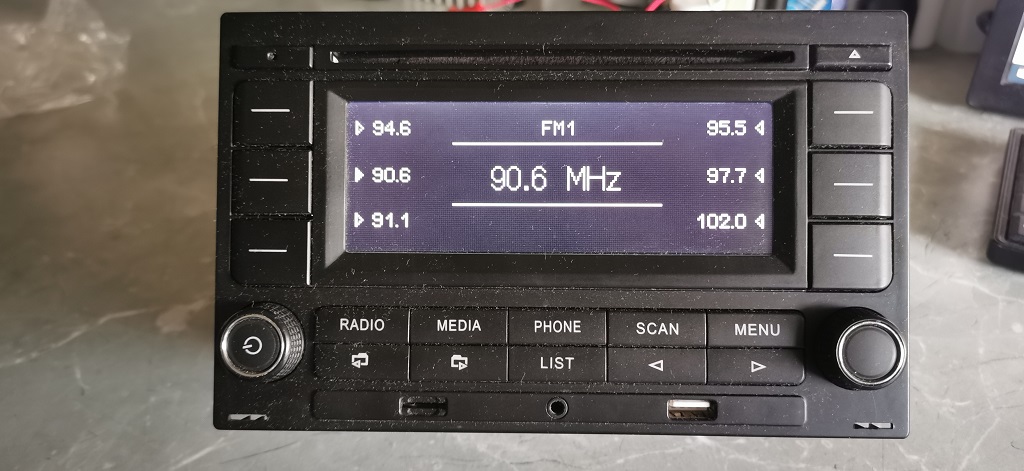 94.6 FM1 95.5
90.6 90.6 MHz 97.7
91.1 102.0
RADIO MEDIA PHONE SCAN MENU
LIST